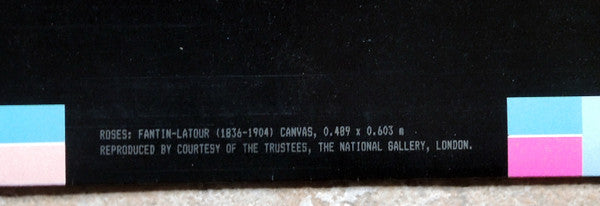 ROSES: FANTIN-LATOUR (1836-1904) CANVAS, 0.489 x 0.603 m
REPRODUCED BY COURTESY OF THE TRUSTEES, THE NATIONAL GALLERY, LONDON.